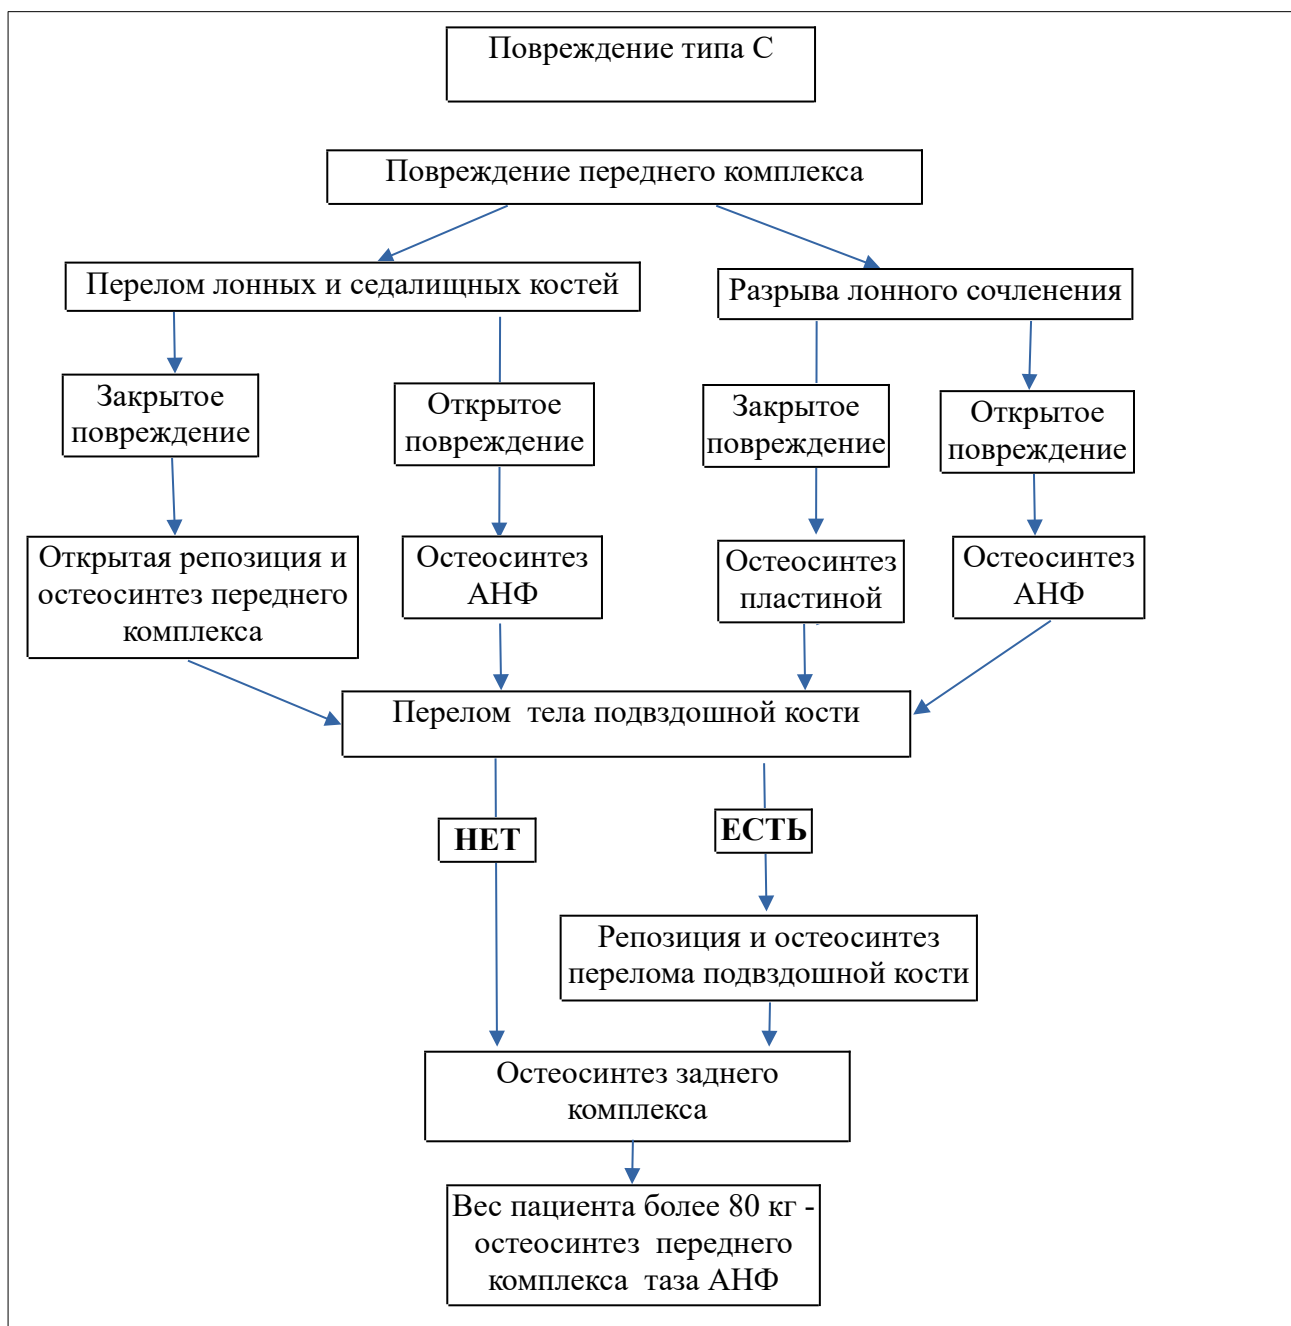 Повреждение типа С
Повреждение переднего комплекса
Перелом лонных и седалищных костей
Разрыва лонного сочленения
Закрытое
повреждение
Открытое
повреждение
Закрытое
повреждение
Открытое
повреждение
Открытая репозиция и
остеосинтез переднего
комплекса
Остеосинтез
АНФ
Остеосинтез
пластиной
Остеосинтез
АНФ
Перелом тела подвздошной кости
НЕТ
ЕСТЬ
Репозиция и остеосинтез
перелома подвздошной кости
Остеосинтез заднего
комплекса
Вес пациента более 80 кг -
остеосинтез переднего
комплекса таза АНФ